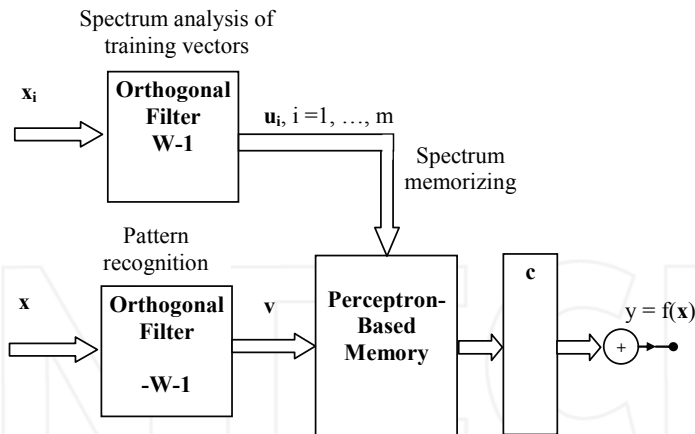 Spectrum analysis of
training vectors
xi
Orthogonal
Filter
W-1
ui, i =1, …, m
Spectrum
memorizing
Pattern
recognition
x
Orthogonal
Filter
-W-1
v
Perceptron-
Based
Memory
c
y = f(x)
+